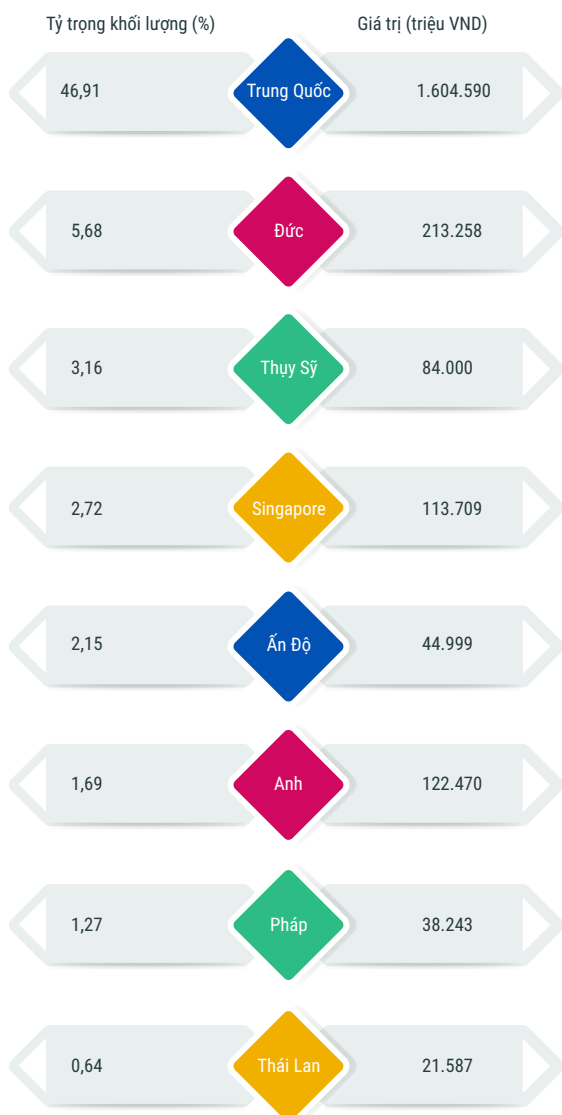 Tỷ trọng khối lượng (%) Giá trị (triệu VND)
46,91 Trung Quốc 1.604.590
5,68 Đức 213.258
3,16 Thụy Sỹ 84.000
2,72 Singapore 113.709
2,15 Ấn Độ 44.999
1,69 Anh 122.470
1,27 Pháp 38.243
0,64 Thái Lan 21.587